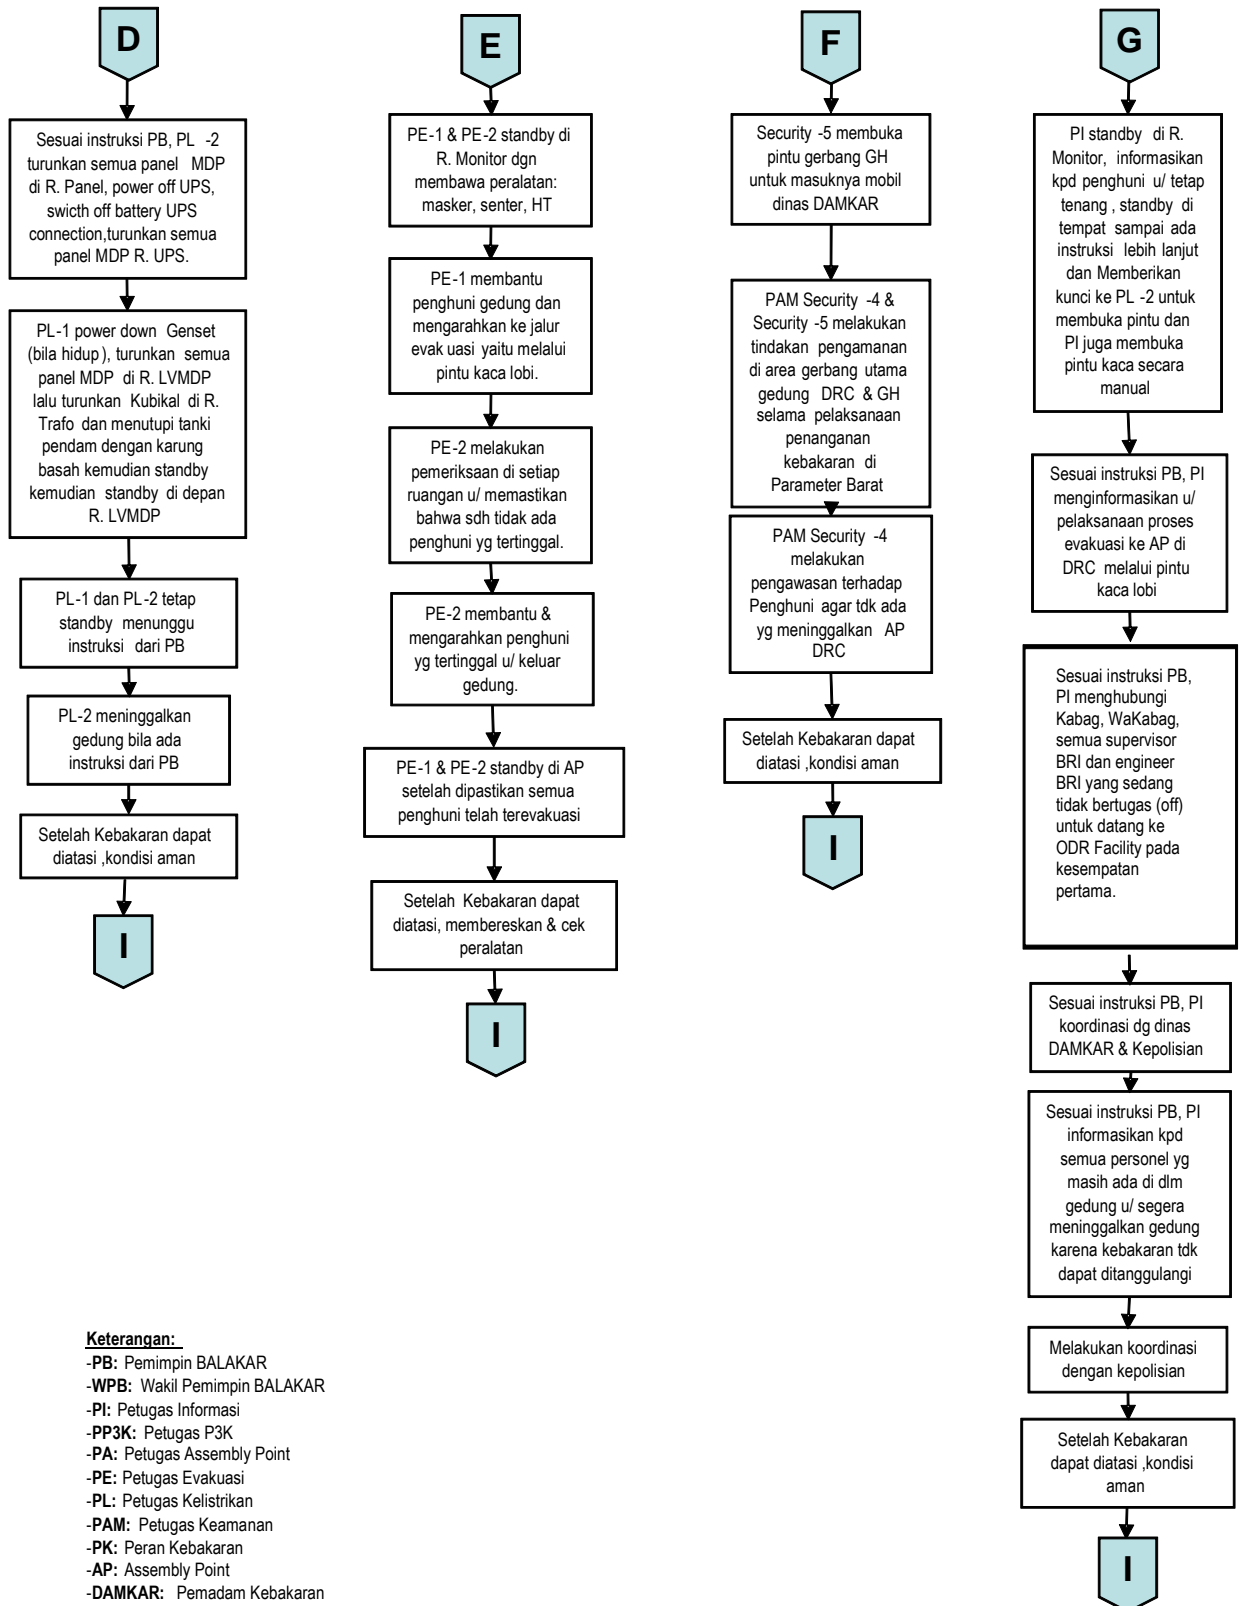 D
Sesuai instruksi PB, PL -2
turunkan semua panel MDP
di R. Panel, power off UPS,
swicth off battery UPS
connection,turunkan semua
panel MDP R. UPS.
PL-1 power down Genset
(bila hidup), turunkan semua
panel MDP di R. LVMDP
lalu turunkan Kubikal di R.
Trafo dan menutupi tanki
pendam dengan karung
basah kemudian standby
kemudian standby di depan
R. LVMDP
PL-1 dan PL-2 tetap
standby menunggu
instruksi dari PB
PL-2 meninggalkan
gedung bila ada
instruksi dari PB
Setelah Kebakaran dapat
diatasi ,kondisi aman
I
E
PE-1 & PE-2 standby di
R. Monitor dgn
membawa peralatan:
masker, senter, HT
PE-1 membantu
penghuni gedung dan
mengarahkan ke jalur
evak uasi yaitu melalui
pintu kaca lobi.
PE-2 melakukan
pemeriksaan di setiap
ruangan u/ memastikan
bahwa sdh tidak ada
penghuni yg tertinggal.
PE-2 membantu &
mengarahkan penghuni
yg tertinggal u/ keluar
gedung.
PE-1 & PE-2 standby di AP
setelah dipastikan semua
penghuni telah terevakuasi
Setelah Kebakaran dapat
diatasi, membereskan & cek
peralatan
I
F
Security -5 membuka
pintu gerbang GH
untuk masuknya mobil
dinas DAMKAR
PAM Security -4 &
Security -5 melakukan
tindakan pengamanan
di area gerbang utama
gedung DRC & GH
selama pelaksanaan
penanganan
kebakaran di
Parameter Barat
PAM Security -4
melakukan
pengawasan terhadap
Penghuni agar tdk ada
yg meninggalkan AP
DRC
Setelah Kebakaran dapat
diatasi ,kondisi aman
I
G
PI standby di R.
Monitor, informasikan
kpd penghuni u/ tetap
tenang , standby di
tempat sampai ada
instruksi lebih lanjut
dan Memberikan
kunci ke PL -2 untuk
membuka pintu dan
PI juga membuka
pintu kaca secara
manual
Sesuai instruksi PB, PI
menginformasikan u/
pelaksanaan proses
evakuasi ke AP di
DRC melalui pintu
kaca lobi
Sesuai instruksi PB,
PI menghubungi
Kabag, WaKabag,
semua supervisor
BRI dan engineer
BRI yang sedang
tidak bertugas (off)
untuk datang ke
ODR Facility pada
kesempatan
pertama.
Sesuai instruksi PB, PI
koordinasi dg dinas
DAMKAR & Kepolisian
Sesuai instruksi PB, PI
informasikan kpd
semua personel yg
masih ada di dlm
gedung u/ segera
meninggalkan gedung
karena kebakaran tdk
dapat ditanggulangi
Melakukan koordinasi
dengan kepolisian
Setelah Kebakaran
dapat diatasi ,kondisi
aman
I
Keterangan:
-PB: Pemimpin BALAKAR
-WPB: Wakil Pemimpin BALAKAR
-PI: Petugas Informasi
-PP3K: Petugas P3K
-PA: Petugas Assembly Point
-PE: Petugas Evakuasi
-PL: Petugas Kelistrikan
-PAM: Petugas Keamanan
-PK: Peran Kebakaran
-AP: Assembly Point
-DAMKAR: Pemadam Kebakaran